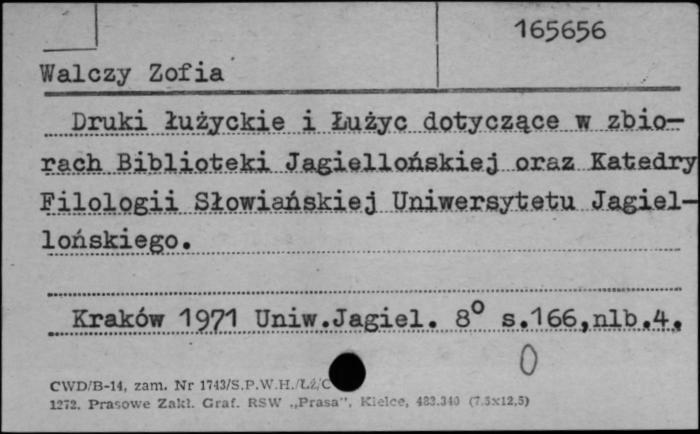 165656
Walczy Zofia
Druki łużyckie i Łużyc dotyczące w zbio-
rach Biblioteki Jagiellońskiej oraz Katedry
Filologii Słowiańskiej Uniwersytetu Jagiel-
lońskiego.
Kraków 1971 Uniw.Jagiel. 8° s.166,nlb.4.
0
CWD/B-14, zam. Nr 1743/S.P.W.H./Łż/C
1272. Prasowe Zakł. Graf. RSW „Prasa”, Kielce, 483.340 (7.5x12,5)